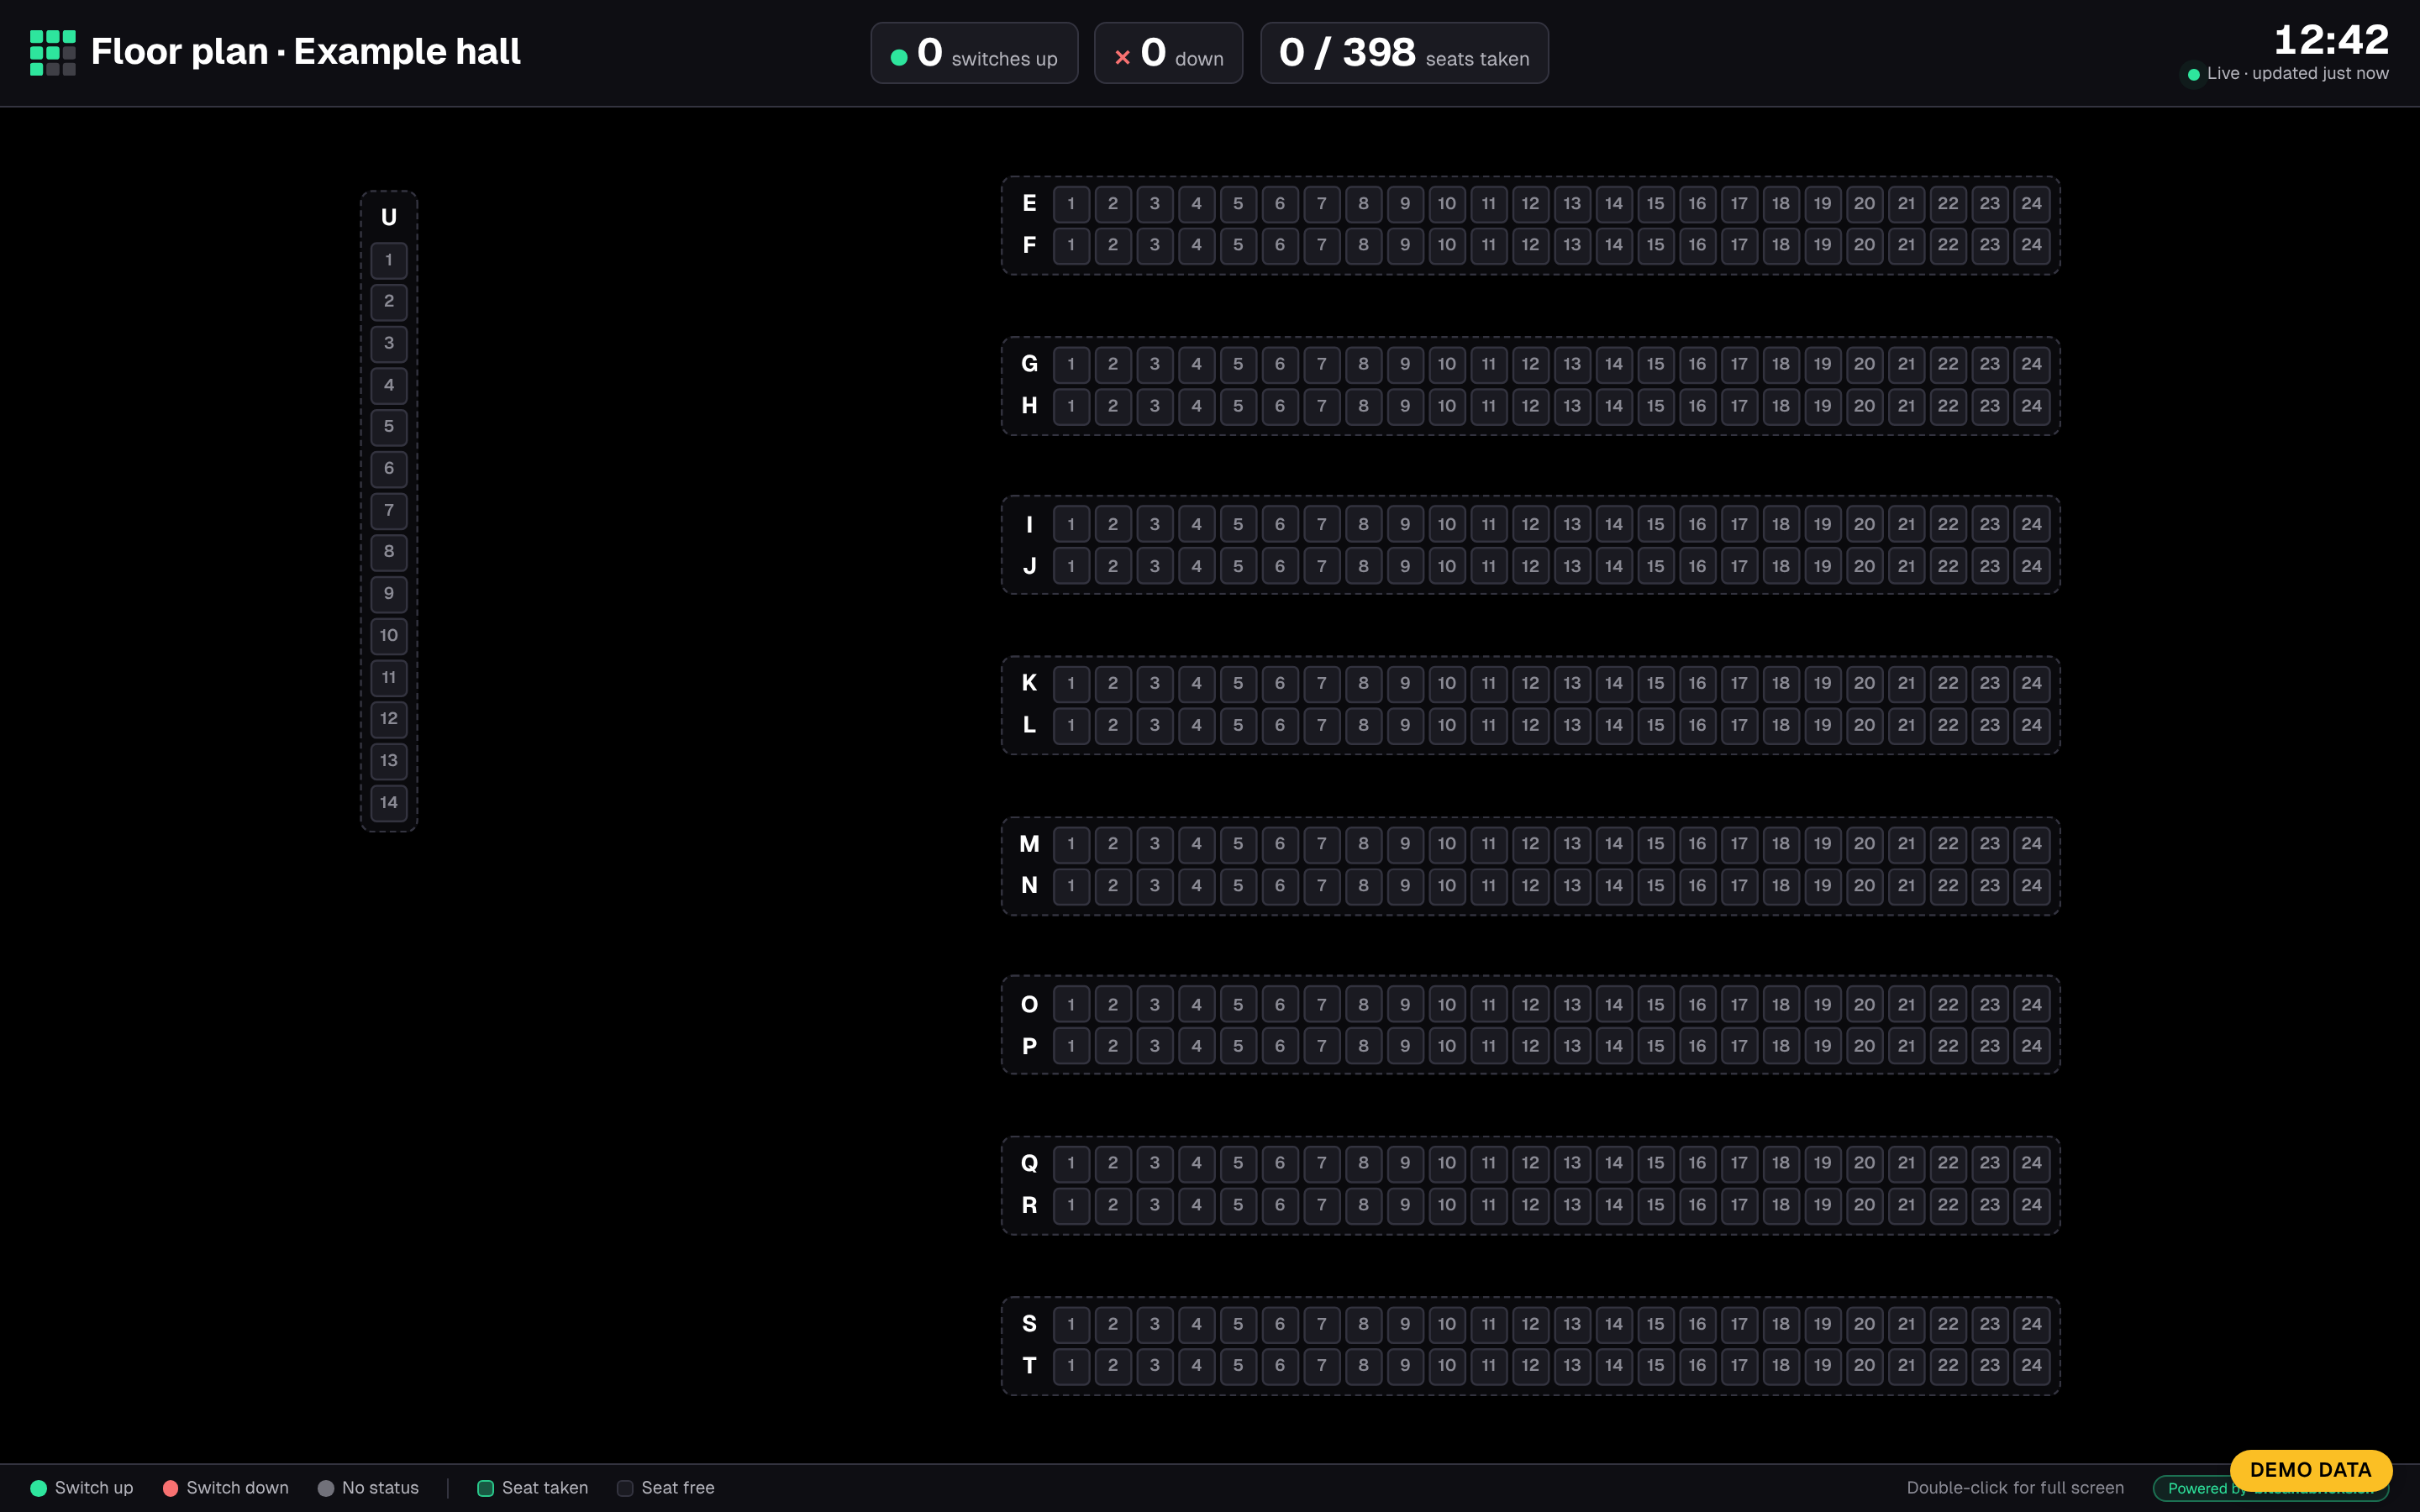 Floor plan · Example hall
0 switches up
× 0 down
0 / 398 seats taken
12:42
Live · updated just now
U
1
2
3
4
5
6
7
8
9
10
11
12
13
14
E 1 2 3 4 5 6 7 8 9 10 11 12 13 14 15 16 17 18 19 20 21 22 23 24
F 1 2 3 4 5 6 7 8 9 10 11 12 13 14 15 16 17 18 19 20 21 22 23 24
G 1 2 3 4 5 6 7 8 9 10 11 12 13 14 15 16 17 18 19 20 21 22 23 24
H 1 2 3 4 5 6 7 8 9 10 11 12 13 14 15 16 17 18 19 20 21 22 23 24
I 1 2 3 4 5 6 7 8 9 10 11 12 13 14 15 16 17 18 19 20 21 22 23 24
J 1 2 3 4 5 6 7 8 9 10 11 12 13 14 15 16 17 18 19 20 21 22 23 24
K 1 2 3 4 5 6 7 8 9 10 11 12 13 14 15 16 17 18 19 20 21 22 23 24
L 1 2 3 4 5 6 7 8 9 10 11 12 13 14 15 16 17 18 19 20 21 22 23 24
M 1 2 3 4 5 6 7 8 9 10 11 12 13 14 15 16 17 18 19 20 21 22 23 24
N 1 2 3 4 5 6 7 8 9 10 11 12 13 14 15 16 17 18 19 20 21 22 23 24
O 1 2 3 4 5 6 7 8 9 10 11 12 13 14 15 16 17 18 19 20 21 22 23 24
P 1 2 3 4 5 6 7 8 9 10 11 12 13 14 15 16 17 18 19 20 21 22 23 24
Q 1 2 3 4 5 6 7 8 9 10 11 12 13 14 15 16 17 18 19 20 21 22 23 24
R 1 2 3 4 5 6 7 8 9 10 11 12 13 14 15 16 17 18 19 20 21 22 23 24
S 1 2 3 4 5 6 7 8 9 10 11 12 13 14 15 16 17 18 19 20 21 22 23 24
T 1 2 3 4 5 6 7 8 9 10 11 12 13 14 15 16 17 18 19 20 21 22 23 24
Switch up
Switch down
No status
Seat taken
Seat free
Double-click for full screen
Powered by
DEMO DATA